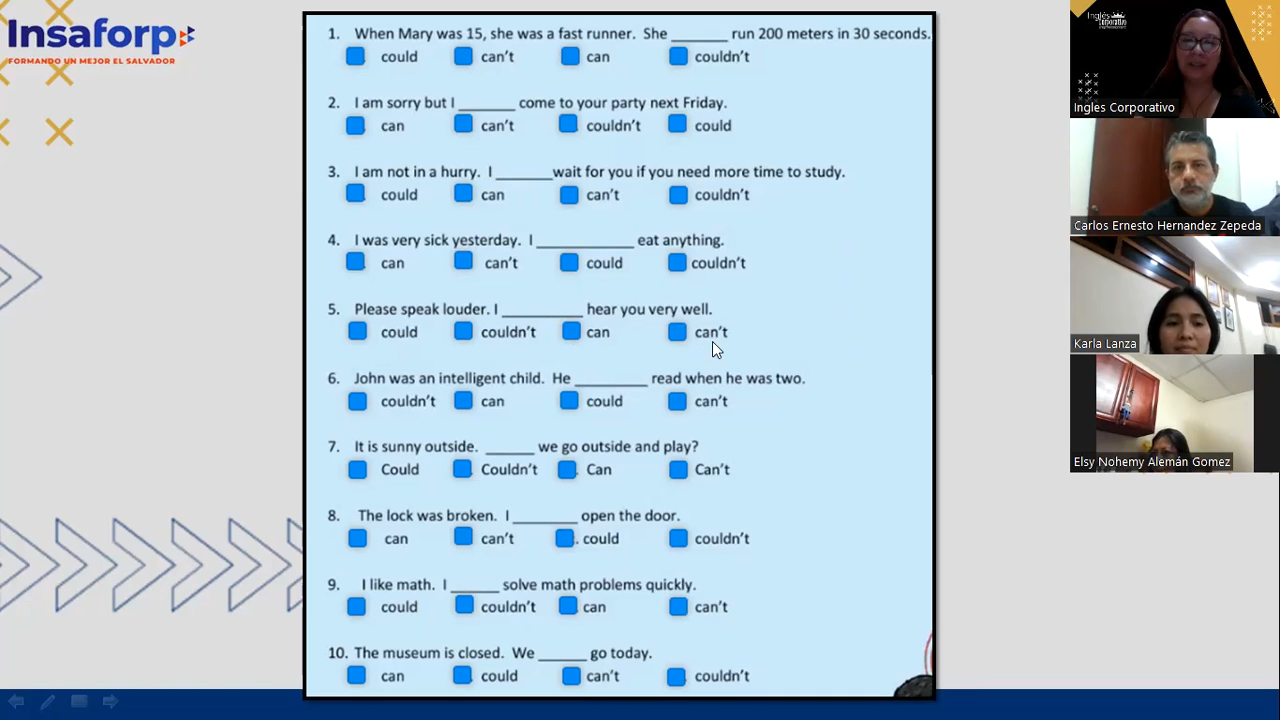 Insaforp
FORMANDO UN MEJOR EL SALVADOR
1. When Mary was 15, she was a fast runner. She ______ run 200 meters in 30 seconds.
could can't can couldn't
2. I am sorry but I ______ come to your party next Friday.
can can't couldn't could
3. I am not in a hurry. I ______wait for you if you need more time to study.
could can can't couldn't
4. I was very sick yesterday. I ____________ eat anything.
can can't could couldn't
5. Please speak louder. I __________ hear you very well.
could couldn't can can't
6. John was an intelligent child. He _________ read when he was two.
couldn't can could can't
7. It is sunny outside. ______ we go outside and play?
Could Couldn't Can Can't
8. The lock was broken. I ________ open the door.
can can't . could couldn't
9. I like math. I ______ solve math problems quickly.
could couldn't can can't
10. The museum is closed. We ______ go today.
can could can't couldn't
Inglés
Corporativo
Ingles Corporativo
Carlos Ernesto Hernandez Zepeda
Karla Lanza
Elsy Nohemy Alemán Gomez